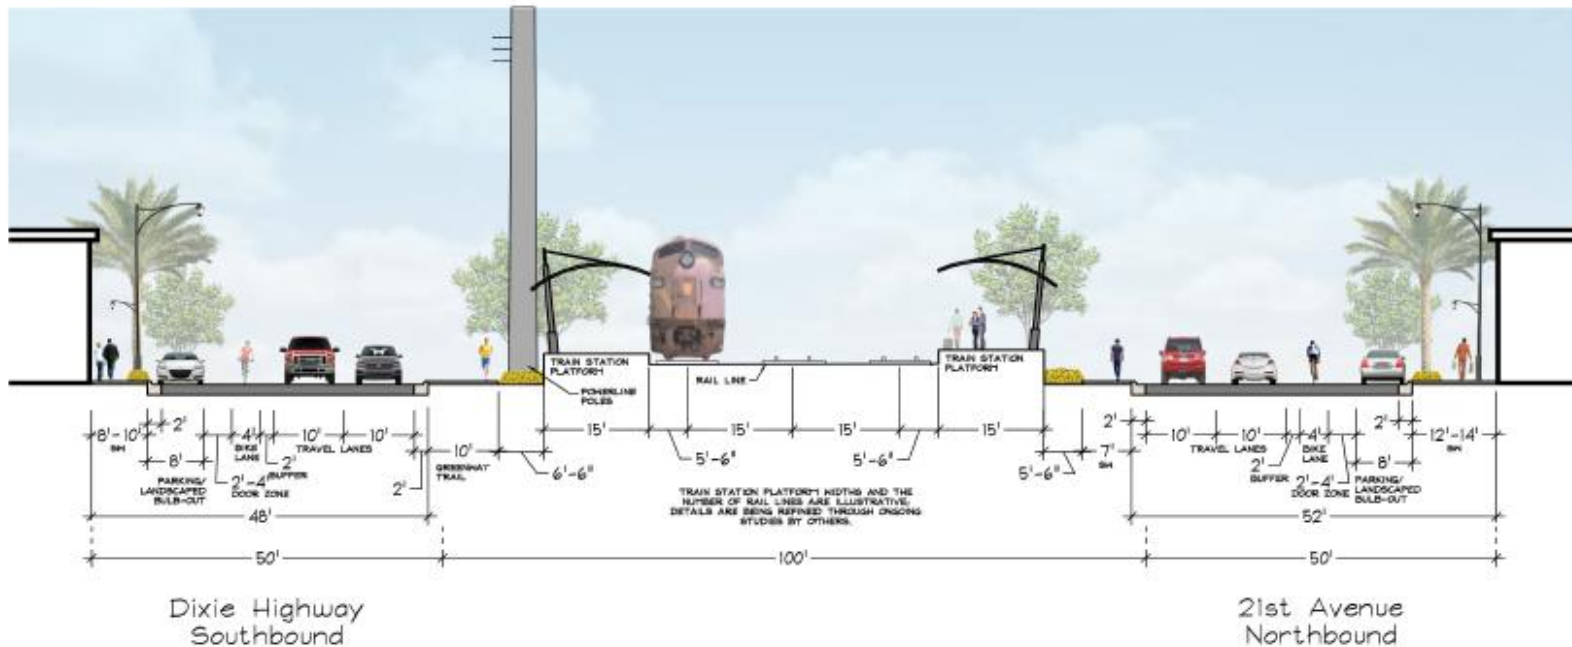 TRAIN STATION
PLATFORM
RAIL LINE
TRAIN STATION
PLATFORM
POWERLINE
POLES
8'-10'
SW
2'
8'
PARKING/
LANDSCAPED
BULB-OUT
2'-4'
DOOR ZONE
4'
BIKE
LANE
2'
BUFFER
10'
10'
TRAVEL LANES
2'
10'
GREENWAY
TRAIL
6'-6"
15'
5'-6"
15'
15'
5'-6"
15'
5'-6"
7'
SW
2'
10'
10'
TRAVEL LANES
2'
BUFFER
4'
BIKE
LANE
2'-4'
DOOR ZONE
2'
8'
PARKING/
LANDSCAPED
BULB-OUT
12'-14'
SW
TRAIN STATION PLATFORM WIDTHS AND THE
NUMBER OF RAIL LINES ARE ILLUSTRATIVE.
DETAILS ARE BEING REFINED THROUGH ONGOING
STUDIES BY OTHERS.
48'
52'
50'
100'
50'
Dixie Highway
Southbound
21st Avenue
Northbound